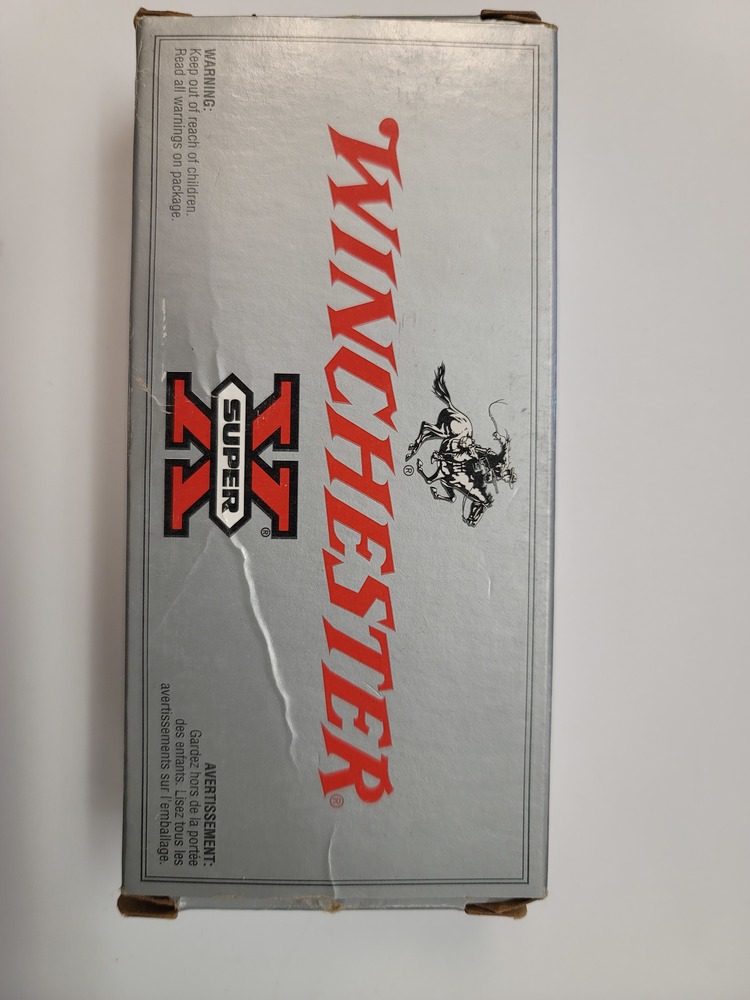 WINCHESTER®
®
SUPER X®
WARNING:
Keep out of reach of children.
Read all warnings on package.
AVERTISSEMENT:
Gardez hors de la portée
des enfants. Lisez tous les
avertissements sur l'emballage.